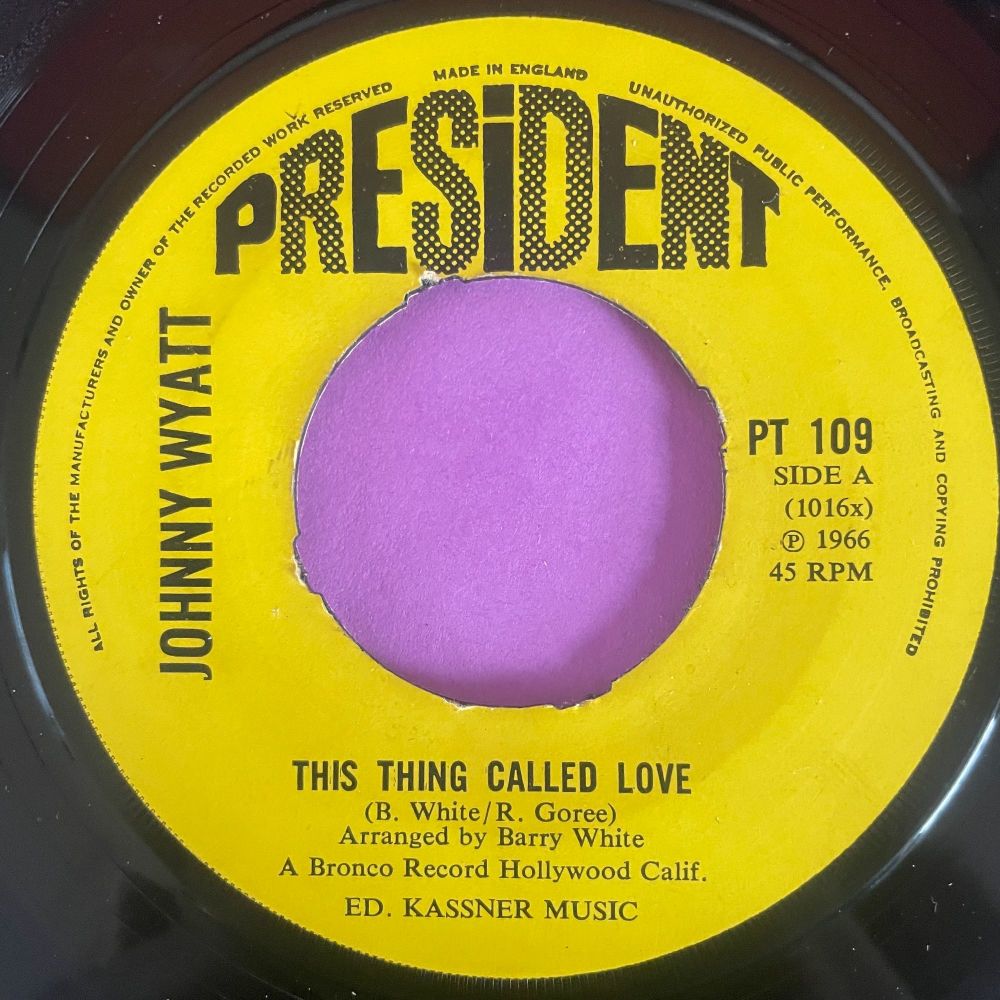 ALL RIGHTS OF THE MANUFACTURERS AND OWNER OF THE RECORDED WORK RESERVED
MADE IN ENGLAND
UNAUTHORIZED PUBLIC PERFORMANCE, BROADCASTING AND COPYING PROHIBITED
PRESiDENT
JOHNNY WYATT
PT 109
SIDE A
(1016x)
℗ 1966
45 RPM
THIS THING CALLED LOVE
(B. White/R. Goree)
Arranged by Barry White
A Bronco Record Hollywood Calif.
ED. KASSNER MUSIC